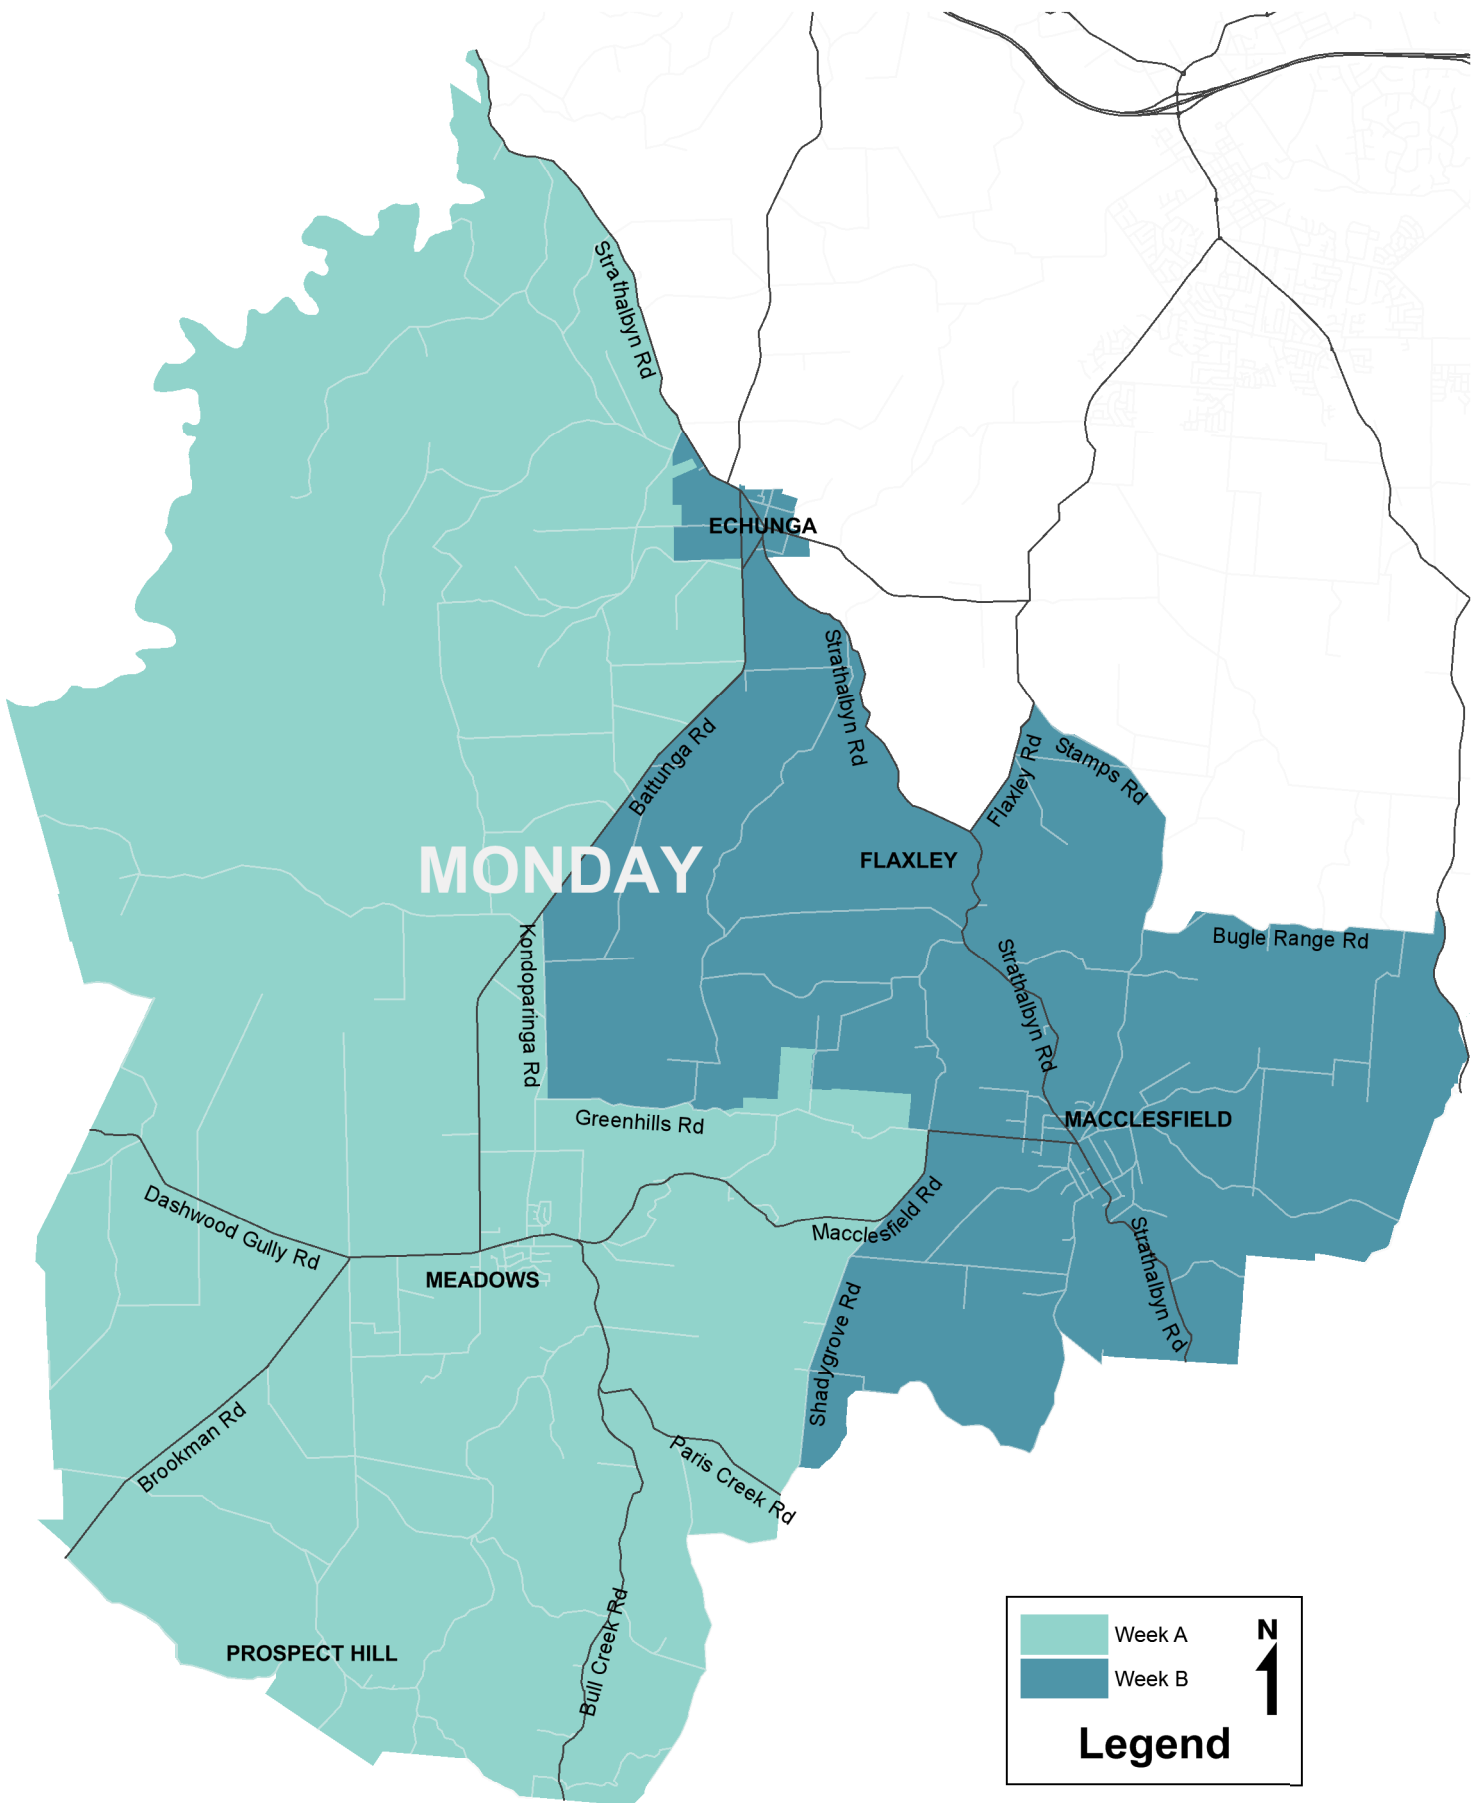 Strathalbyn Rd
ECHUNGA
Strathalbyn Rd
Battunga Rd
Flaxley Rd
Stamps Rd
MONDAY
FLAXLEY
Kondoparinga Rd
Strathalbyn Rd
Bugle Range Rd
Greenhills Rd
MACCLESFIELD
Dashwood Gully Rd
Macclesfield Rd
MEADOWS
Strathalbyn Rd
Shadygrove Rd
Brookman Rd
Paris Creek Rd
PROSPECT HILL
Bull Creek Rd
Week A
N
Week B
Legend